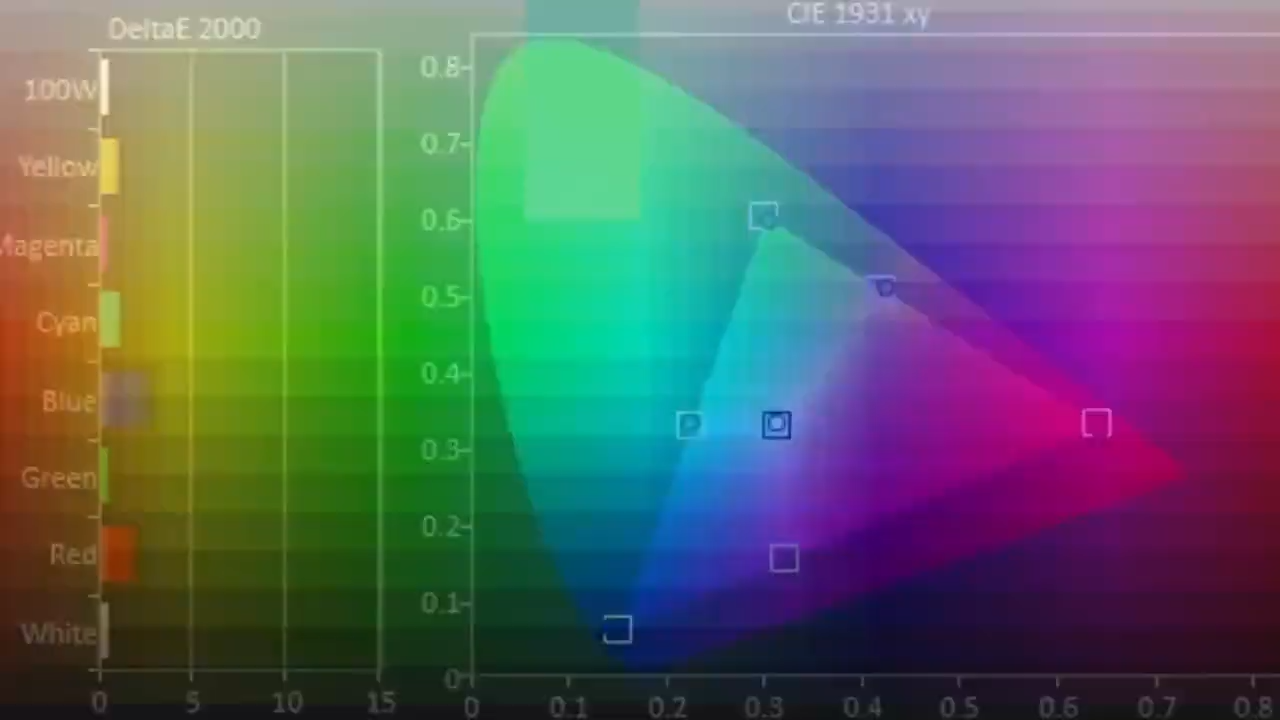 DeltaE 2000
100W
Yellow
Magenta
Cyan
Blue
Green
Red
White
0 5 10 15
CIE 1931 xy
0.8
0.7
0.6
0.5
0.4
0.3
0.2
0.1
0
0 0.1 0.2 0.3 0.4 0.5 0.6 0.7 0.8